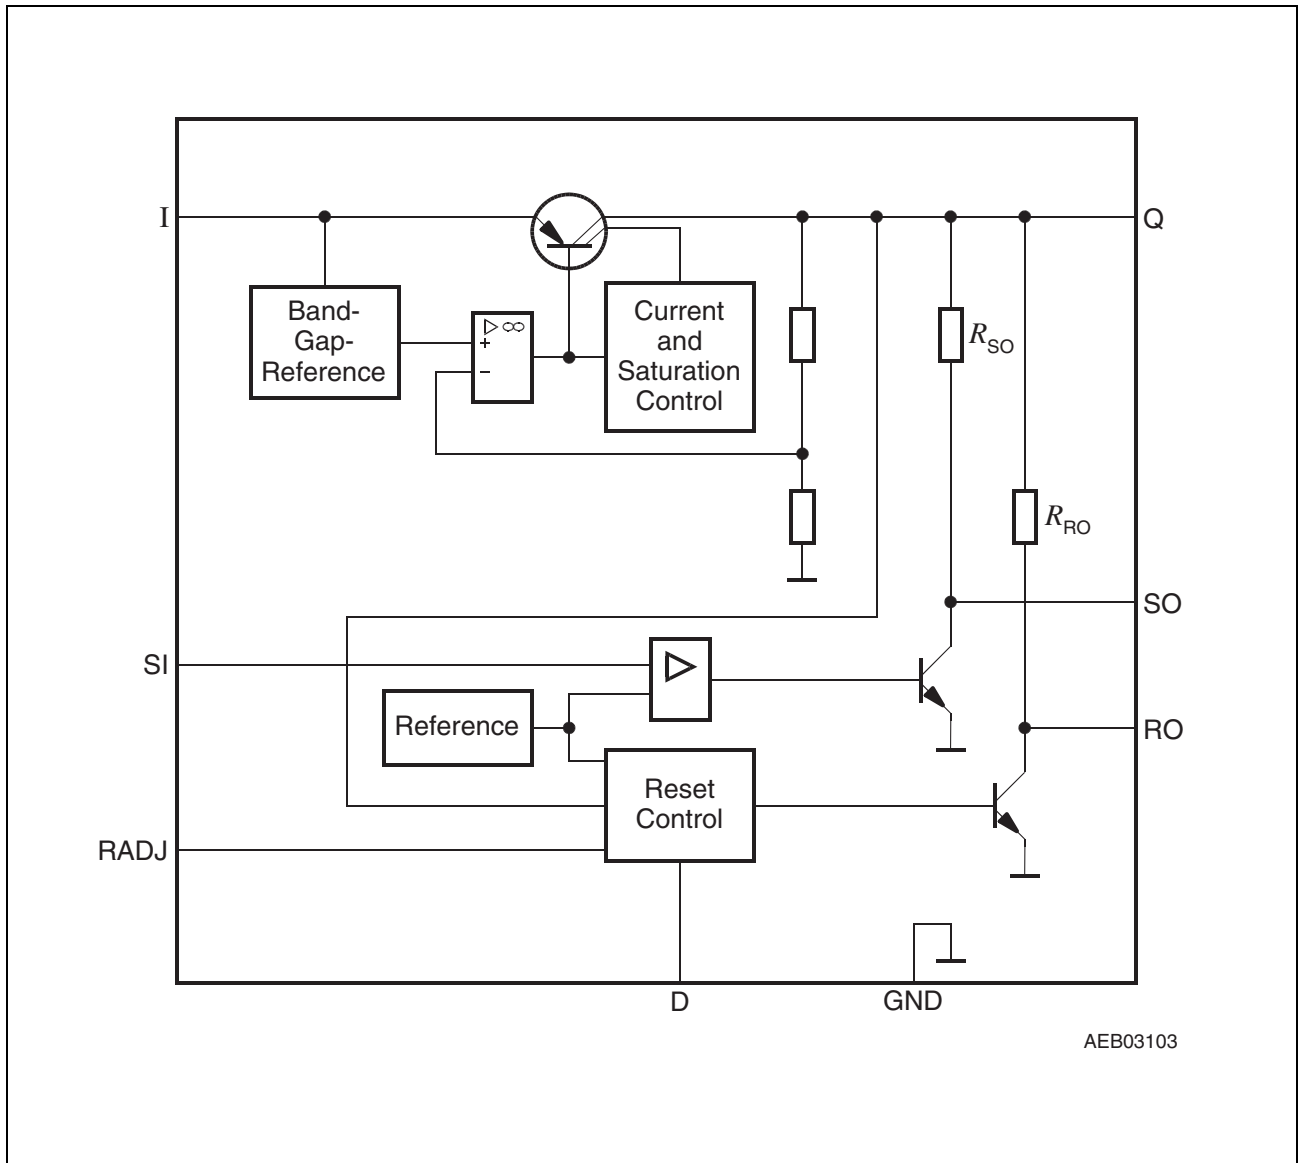 I
Q
Band-
Gap-
Reference
+
−
Current
and
Saturation
Control
R_SO
R_RO
SO
SI
Reference
RO
Reset
Control
RADJ
D
GND
AEB03103